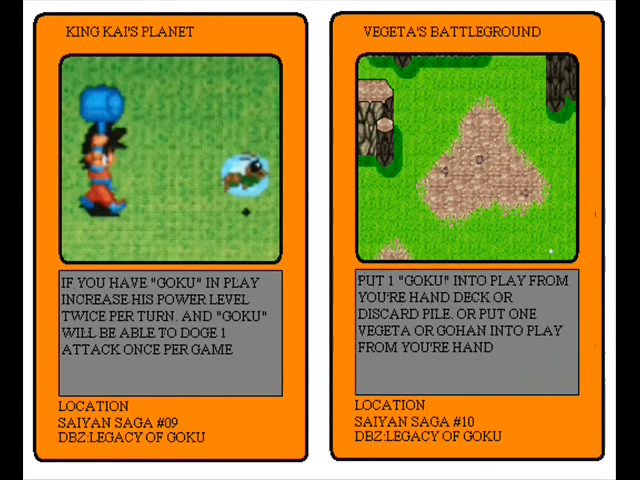 KING KAI'S PLANET
IF YOU HAVE "GOKU" IN PLAY
INCREASE HIS POWER LEVEL
TWICE PER TURN. AND "GOKU"
WILL BE ABLE TO DOGE 1
ATTACK ONCE PER GAME
LOCATION
SAIYAN SAGA #09
DBZ:LEGACY OF GOKU
VEGETA'S BATTLEGROUND
PUT 1 "GOKU" INTO PLAY FROM
YOU'RE HAND DECK OR
DISCARD PILE. OR PUT ONE
VEGETA OR GOHAN INTO PLAY
FROM YOU'RE HAND
LOCATION
SAIYAN SAGA #10
DBZ:LEGACY OF GOKU